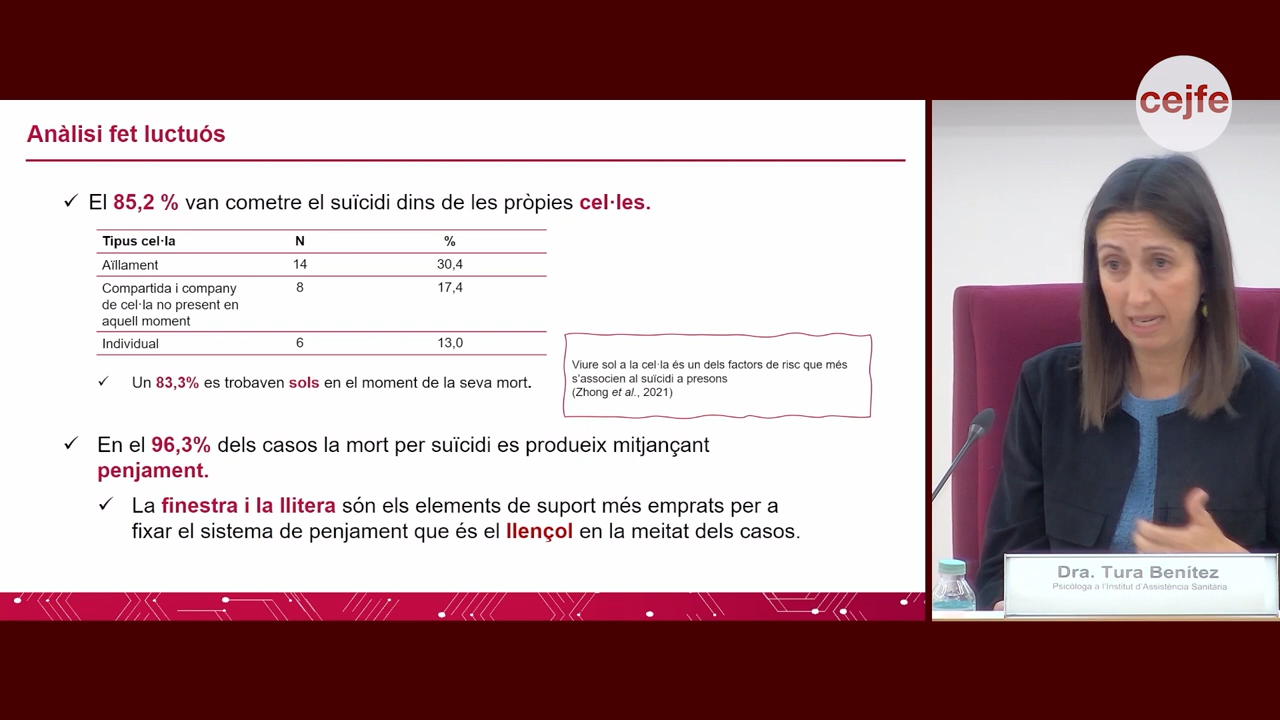 cejfe
Anàlisi fet luctuós
✓ El 85,2 % van cometre el suïcidi dins de les pròpies cel·les.
Tipus cel·la N %
Aïllament 14 30,4
Compartida i company 8 17,4
de cel·la no present en
aquell moment
Individual 6 13,0
✓ Un 83,3% es trobaven sols en el moment de la seva mort.
Viure sol a la cel·la és un dels factors de risc que més
s'associen al suïcidi a presons
(Zhong et al., 2021)
✓ En el 96,3% dels casos la mort per suïcidi es produeix mitjançant
penjament.
✓ La finestra i la llitera són els elements de suport més emprats per a
fixar el sistema de penjament que és el llençol en la meitat dels casos.
Dra. Tura Benítez
Psicòloga a l'Institut d'Assistència Sanitària